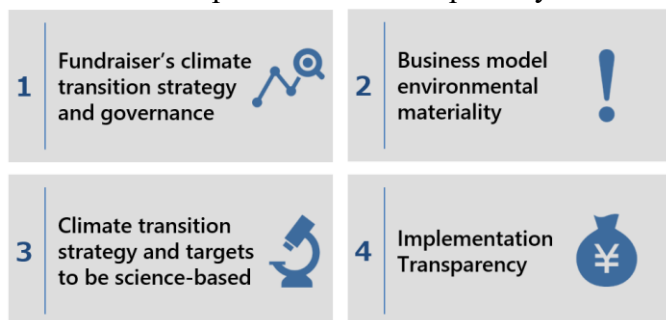 1
Fundraiser's climate
transition strategy
and governance
2
Business model
environmental
materiality
3
Climate transition
strategy and targets
to be science-based
4
Implementation
Transparency
¥